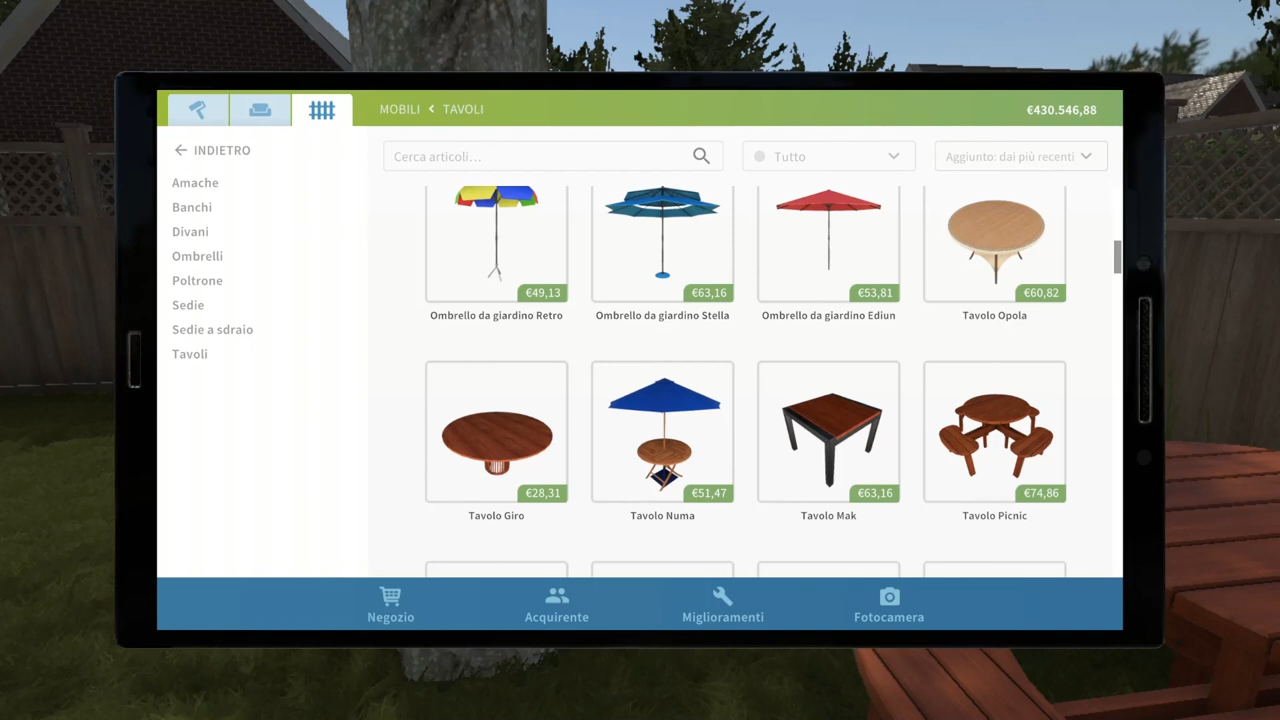 MOBILI < TAVOLI
€430.546,88
INDIETRO
Cerca articoli...
Tutto
Aggiunto: dai più recenti
Amache
Banchi
Divani
Ombrelli
Poltrone
Sedie
Sedie a sdraio
Tavoli
€49,13
€63,16
€53,81
€60,82
Ombrello da giardino Retro
Ombrello da giardino Stella
Ombrello da giardino Ediun
Tavolo Opola
€28,31
€51,47
€63,16
€74,86
Tavolo Giro
Tavolo Numa
Tavolo Mak
Tavolo Picnic
Negozio
Acquirente
Miglioramenti
Fotocamera